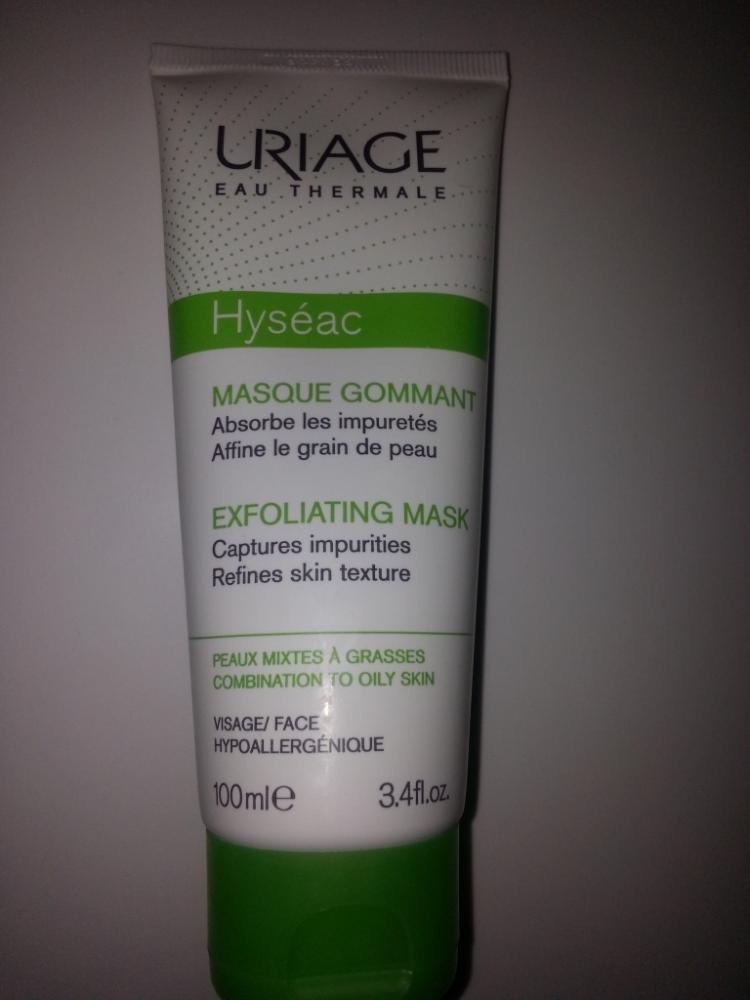 URIAGE
EAU THERMALE
Hyséac
MASQUE GOMMANT
Absorbe les impuretés
Affine le grain de peau
EXFOLIATING MASK
Captures impurities
Refines skin texture
PEAUX MIXTES À GRASSES
COMBINATION TO OILY SKIN
VISAGE/ FACE
HYPOALLERGÉNIQUE
100ml℮ 3.4fl.oz.